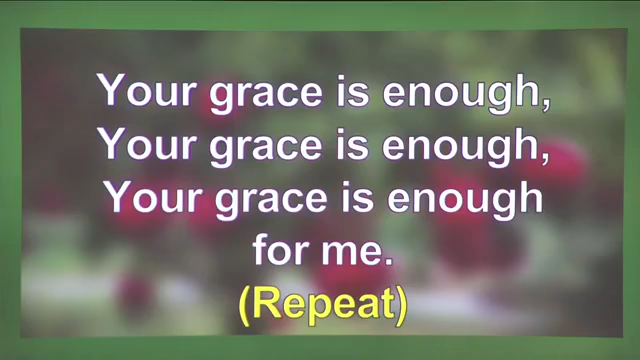 Your grace is enough,
Your grace is enough,
Your grace is enough
for me.
(Repeat)